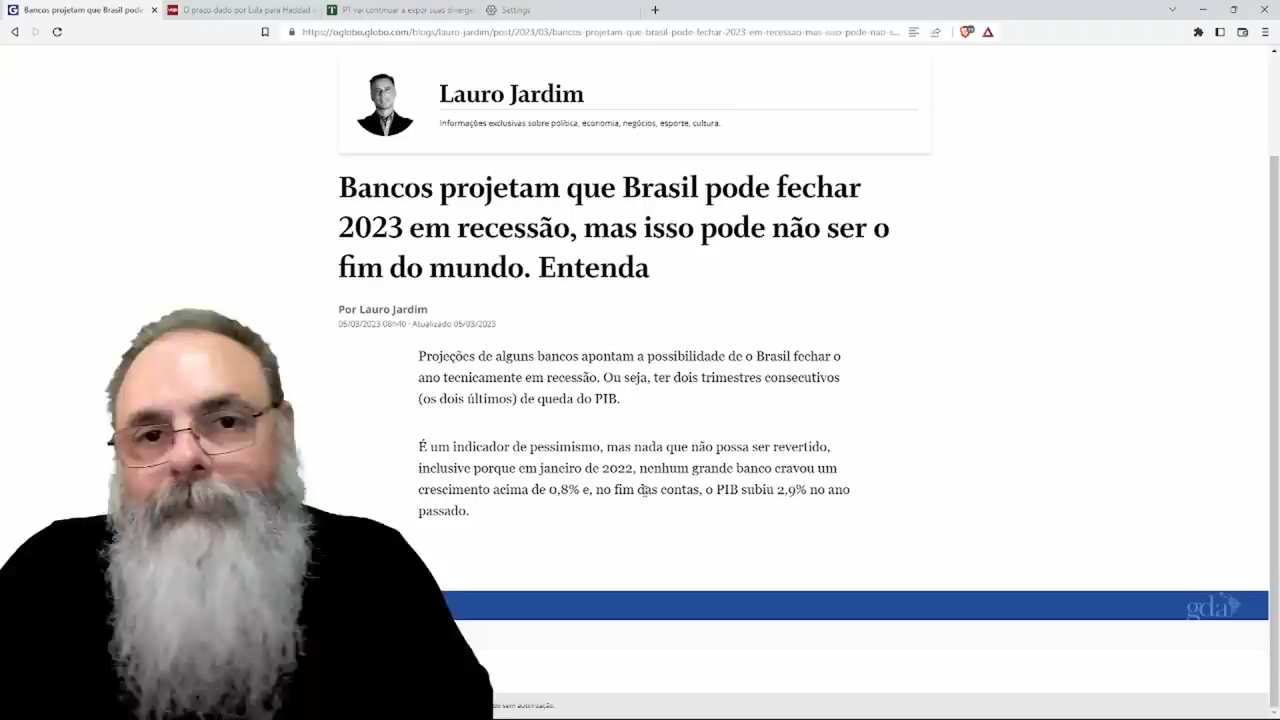 Bancos projetam que Brasil pode
O prazo dado por Lula para Haddad
PT vai continuar a expor suas diverge
Settings
https://oglobo.globo.com/blogs/lauro-jardim/post/2023/03/bancos-projetam-que-brasil-pode-fechar-2023-em-recessao-mas-isso-pode-nao-s...
Lauro Jardim
Informações exclusivas sobre política, economia, negócios, esporte, cultura.
Bancos projetam que Brasil pode fechar
2023 em recessão, mas isso pode não ser o
fim do mundo. Entenda
Por Lauro Jardim
05/03/2023 08h40 · Atualizado 05/03/2023
Projeções de alguns bancos apontam a possibilidade de o Brasil fechar o
ano tecnicamente em recessão. Ou seja, ter dois trimestres consecutivos
(os dois últimos) de queda do PIB.
É um indicador de pessimismo, mas nada que não possa ser revertido,
inclusive porque em janeiro de 2022, nenhum grande banco cravou um
crescimento acima de 0,8% e, no fim das contas, o PIB subiu 2,9% no ano
passado.
gda
sem autorização.